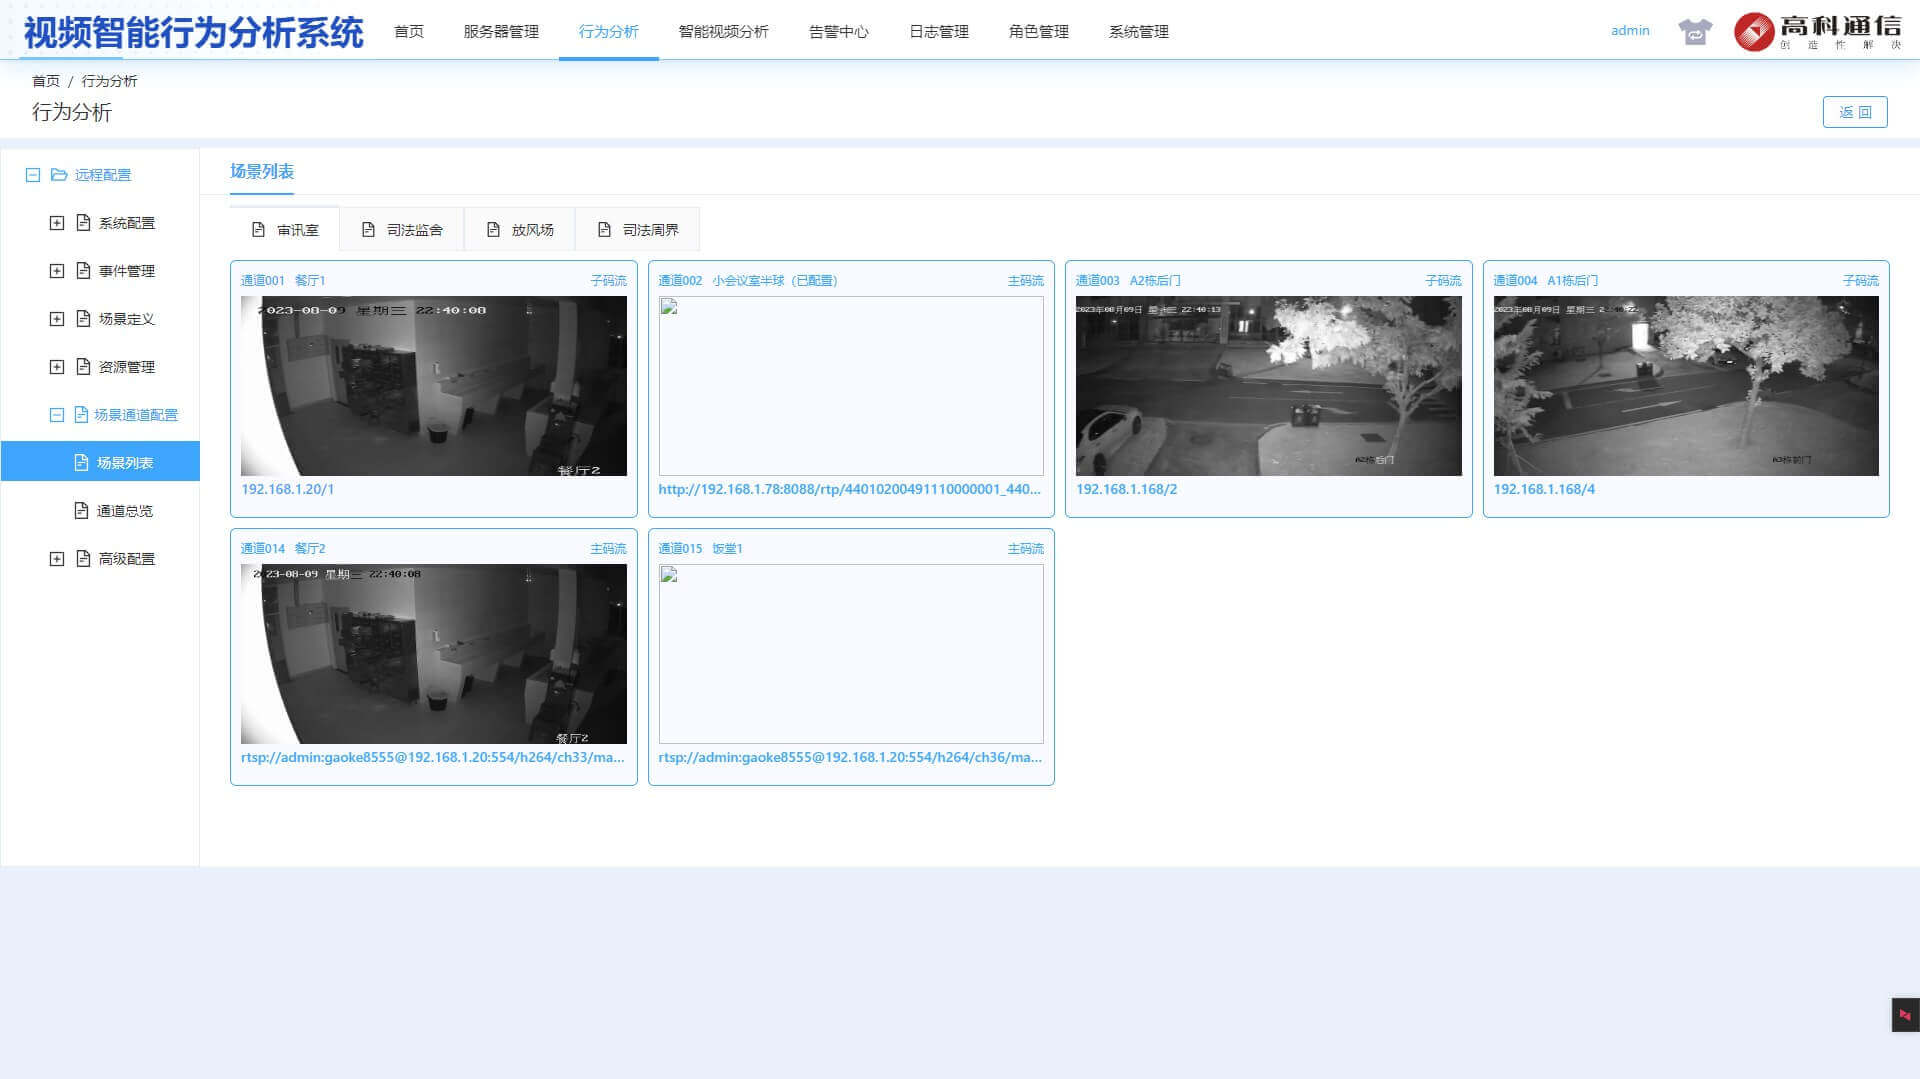 视频智能行为分析系统
首页
服务器管理
行为分析
智能视频分析
告警中心
日志管理
角色管理
系统管理
admin
高科通信
创造性解决
首页 / 行为分析
行为分析
返 回
远程配置
系统配置
事件管理
场景定义
资源管理
场景通道配置
场景列表
通道总览
高级配置
场景列表
审讯室
司法监舍
放风场
司法周界
通道001 餐厅1
子码流
2023-08-09 星期三 22:40:08
餐厅2
192.168.1.20/1
通道002 小会议室半球（已配置）
主码流
http://192.168.1.78:8088/rtp/44010200491110000001_440...
通道003 A2栋后门
子码流
2023年08月09日 星期三 22:40:13
A2栋后门
192.168.1.168/2
通道004 A1栋后门
子码流
2023年08月09日 星期三 22:40:22
A3栋前门
192.168.1.168/4
通道014 餐厅2
主码流
2023-08-09 星期三 22:40:08
餐厅2
rtsp://admin:gaoke8555@192.168.1.20:554/h264/ch33/ma...
通道015 饭堂1
主码流
rtsp://admin:gaoke8555@192.168.1.20:554/h264/ch36/ma...